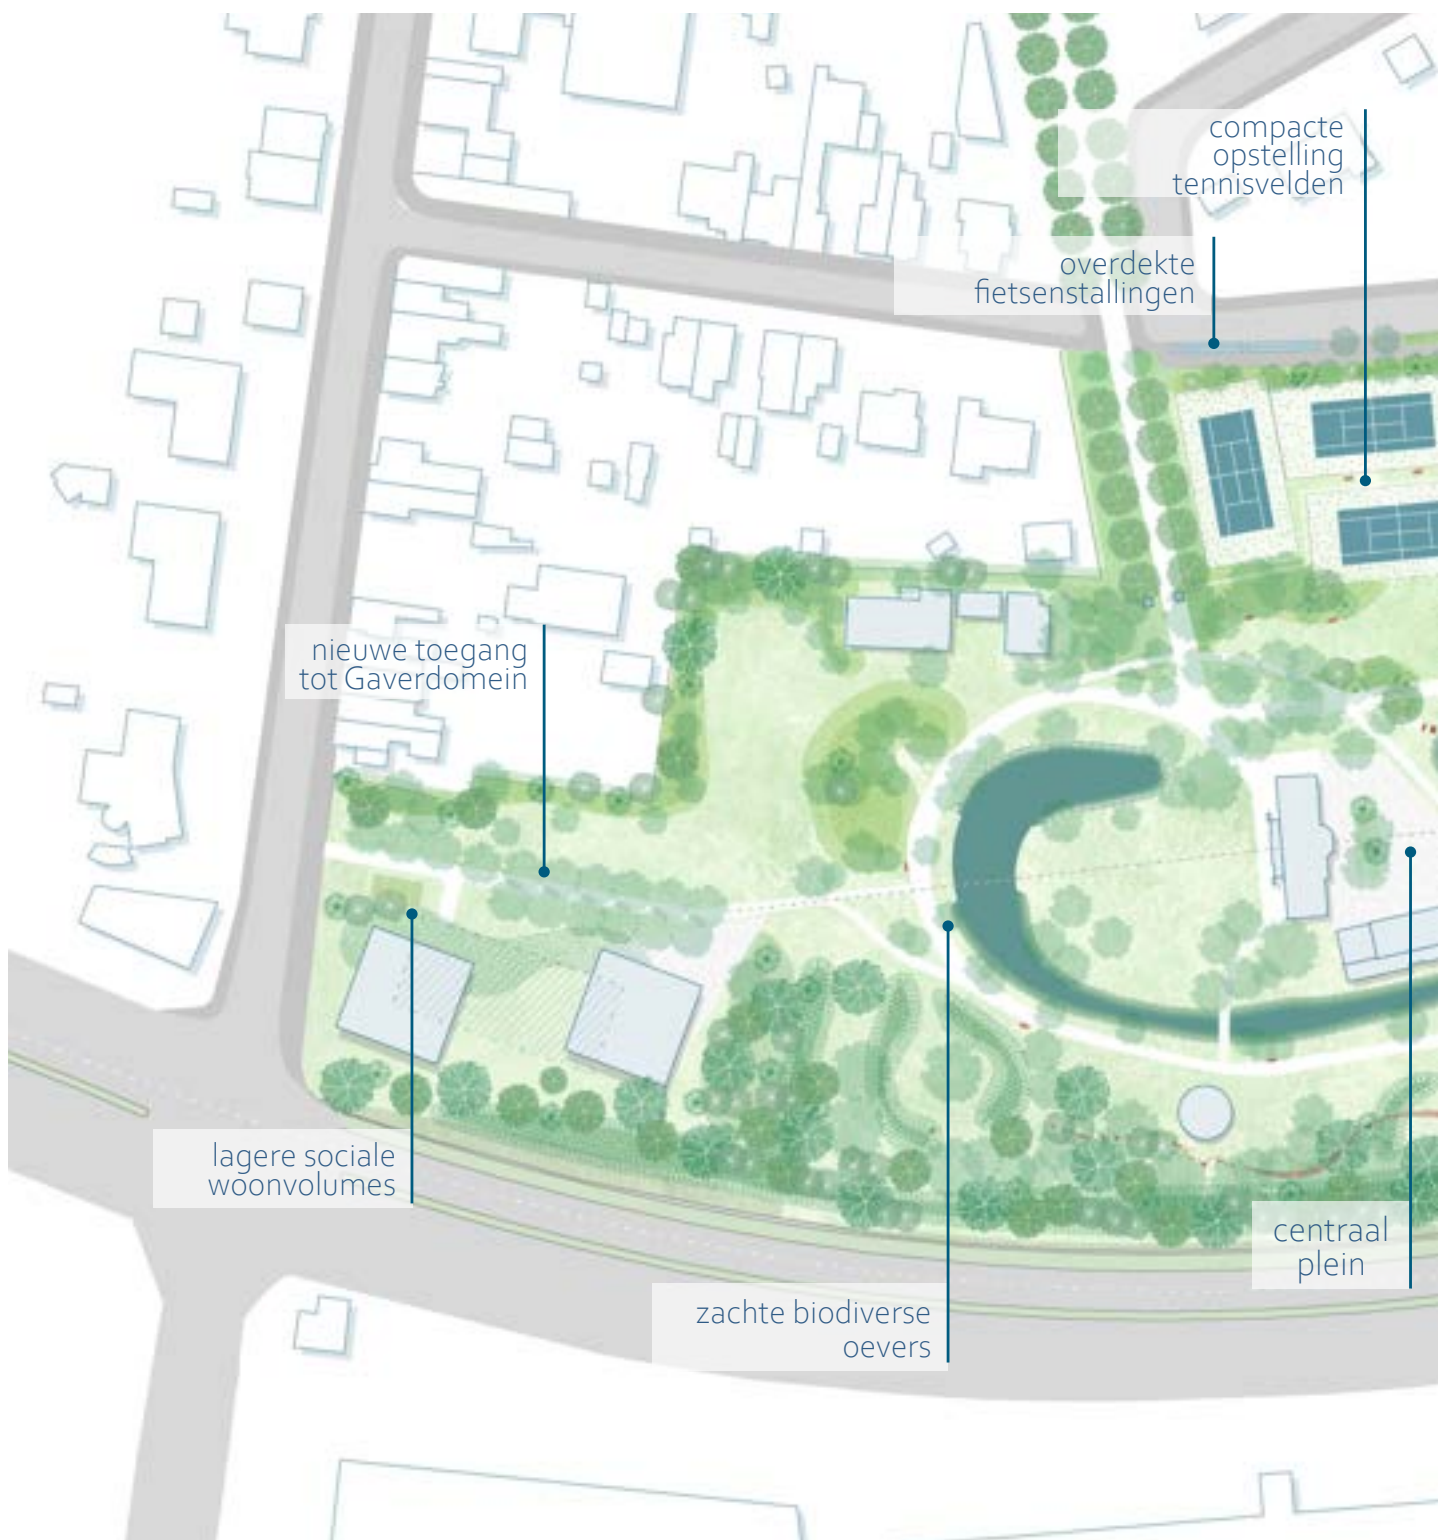 compacte
opstelling
tennisvelden
overdekte
fietsenstallingen
nieuwe toegang
tot Gaverdomein
lagere sociale
woonvolumes
centraal
plein
zachte biodiverse
oevers